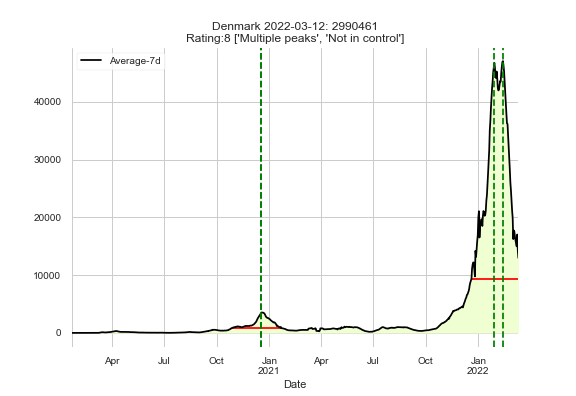 Denmark 2022-03-12: 2990461
Rating:8 ['Multiple peaks', 'Not in control']
Average-7d
40000
30000
20000
10000
0
Apr Jul Oct Jan Apr Jul Oct Jan
2021 2022
Date